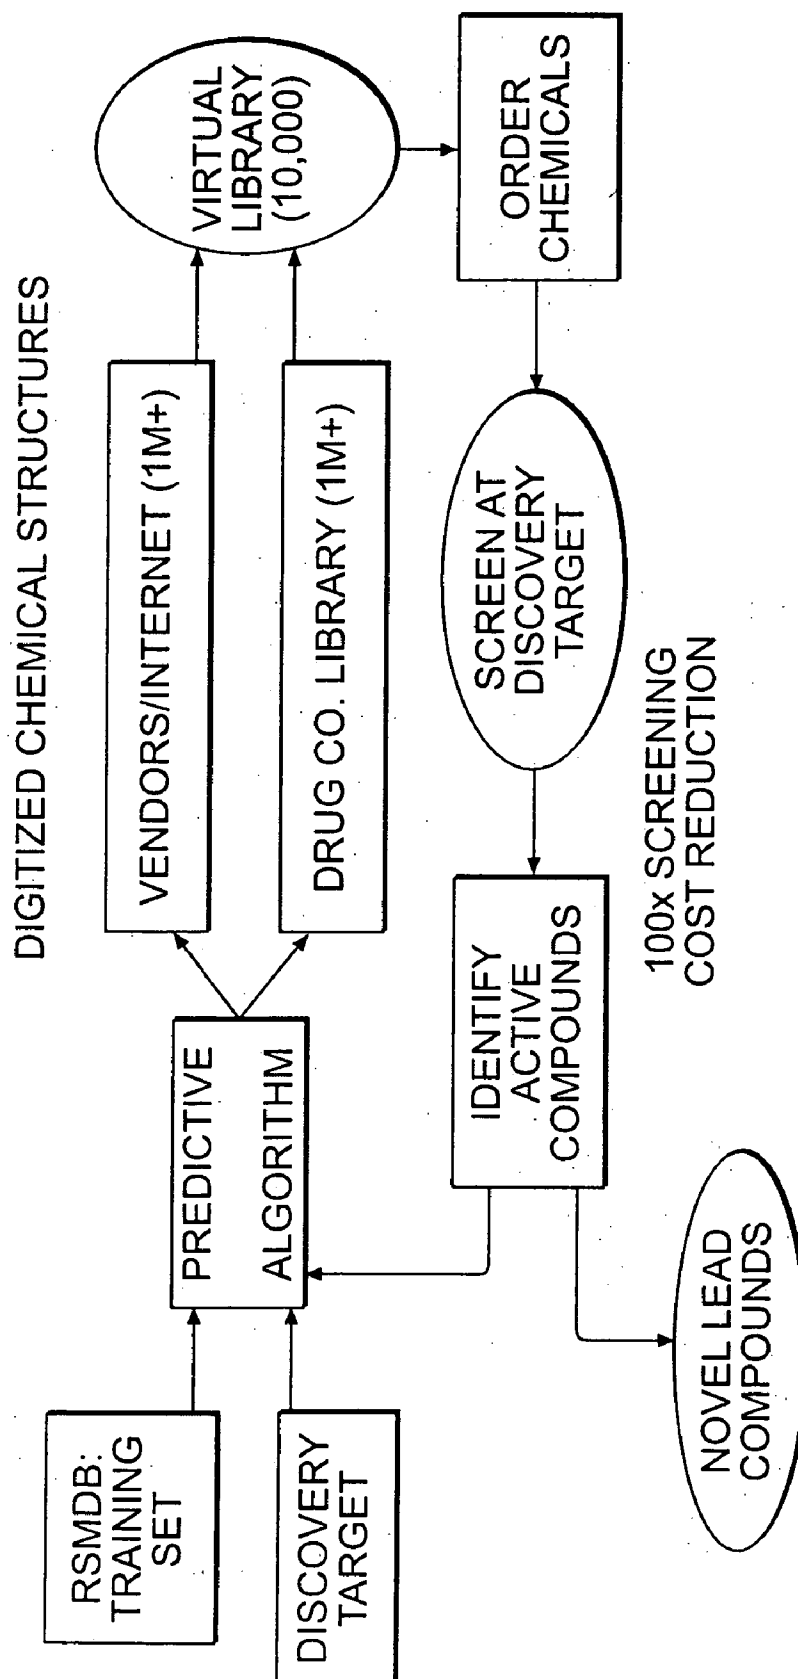 DIGITIZED CHEMICAL STRUCTURES
RSMDB:
TRAINING
SET
DISCOVERY
TARGET
PREDICTIVE
ALGORITHM
VENDORS/INTERNET (1M+)
DRUG CO. LIBRARY (1M+)
VIRTUAL
LIBRARY
(10,000)
ORDER
CHEMICALS
SCREEN AT
DISCOVERY
TARGET
IDENTIFY
ACTIVE
COMPOUNDS
100x SCREENING
COST REDUCTION
NOVEL LEAD
COMPOUNDS